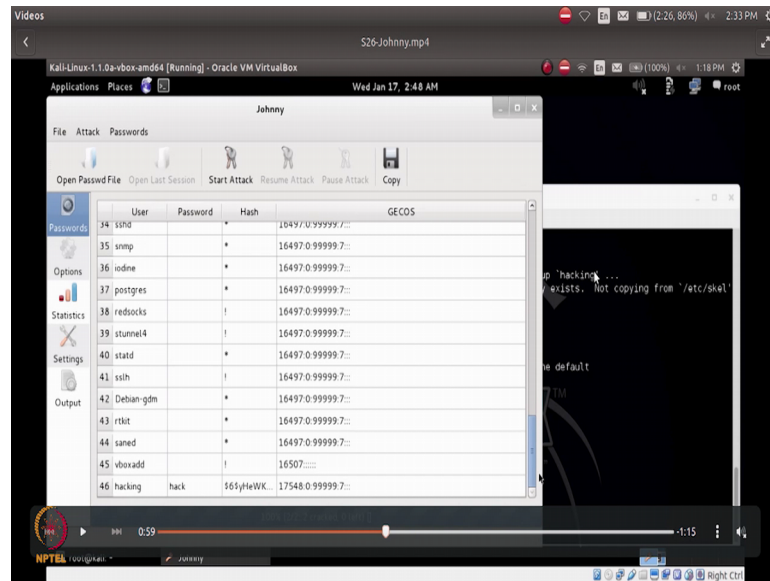 Videos
En (2:26, 86%) 2:33 PM
S26-Johnny.mp4
Kali-Linux-1.1.0a-vbox-amd64 [Running] - Oracle VM VirtualBox
En (100%) 1:18 PM
Applications Places Wed Jan 17, 2:48 AM root
Johnny
File Attack Passwords
Open Passwd File Open Last Session Start Attack Resume Attack Pause Attack Copy
Passwords
Options
Statistics
Settings
Output
User Password Hash GECOS
34 sshd * 16497:0:99999:7:::
35 snmp * 16497:0:99999:7:::
36 iodine * 16497:0:99999:7:::
37 postgres * 16497:0:99999:7:::
38 redsocks ! 16497:0:99999:7:::
39 stunnel4 ! 16497:0:99999:7:::
40 statd * 16497:0:99999:7:::
41 sslh ! 16497:0:99999:7:::
42 Debian-gdm * 16497:0:99999:7:::
43 rtkit * 16497:0:99999:7:::
44 saned * 16497:0:99999:7:::
45 vboxadd ! 16507::::::
46 hacking hack $6$yHeWK... 17548:0:99999:7:::
up `hacking' ...
y exists. Not copying from `/etc/skel'
he default
TM
0:59 -1:15
NPTEL root@kali: ~ Johnny
Right Ctrl